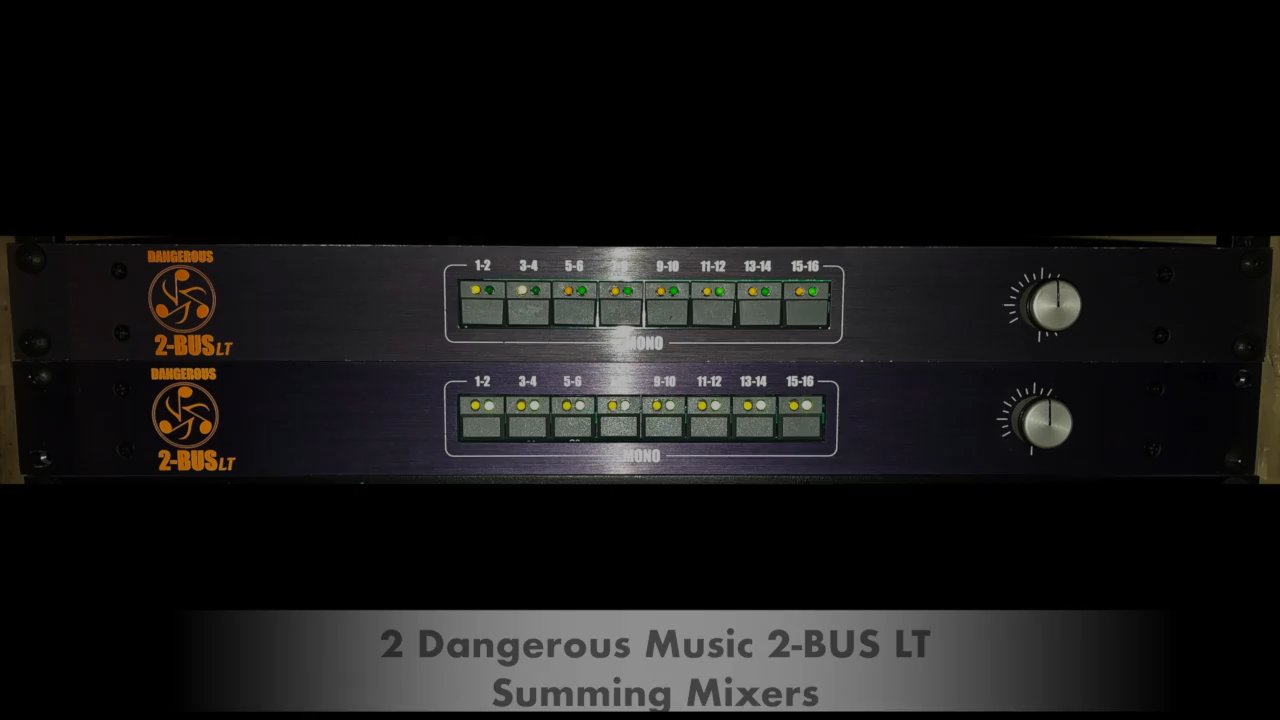 DANGEROUS
2-BUS LT
1-2 3-4 5-6 9-10 11-12 13-14 15-16
MONO
DANGEROUS
2-BUS LT
1-2 3-4 5-6 9-10 11-12 13-14 15-16
MONO
2 Dangerous Music 2-BUS LT
Summing Mixers